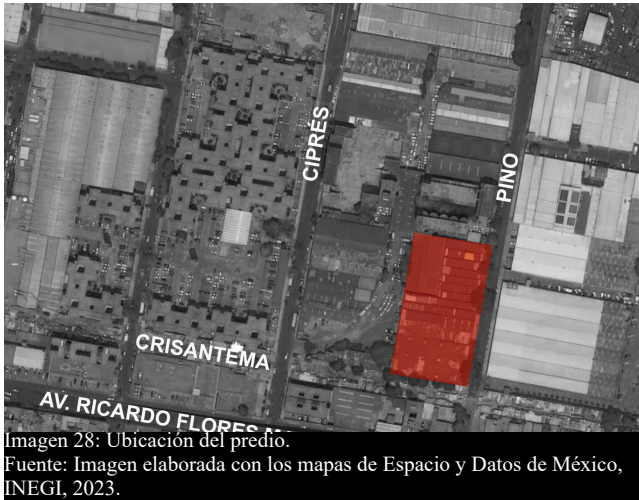 CIPRÉS
PINO
CRISANTEMA
AV. RICARDO FLORES
Imagen 28: Ubicación del predio.
Fuente: Imagen elaborada con los mapas de Espacio y Datos de México,
INEGI, 2023.